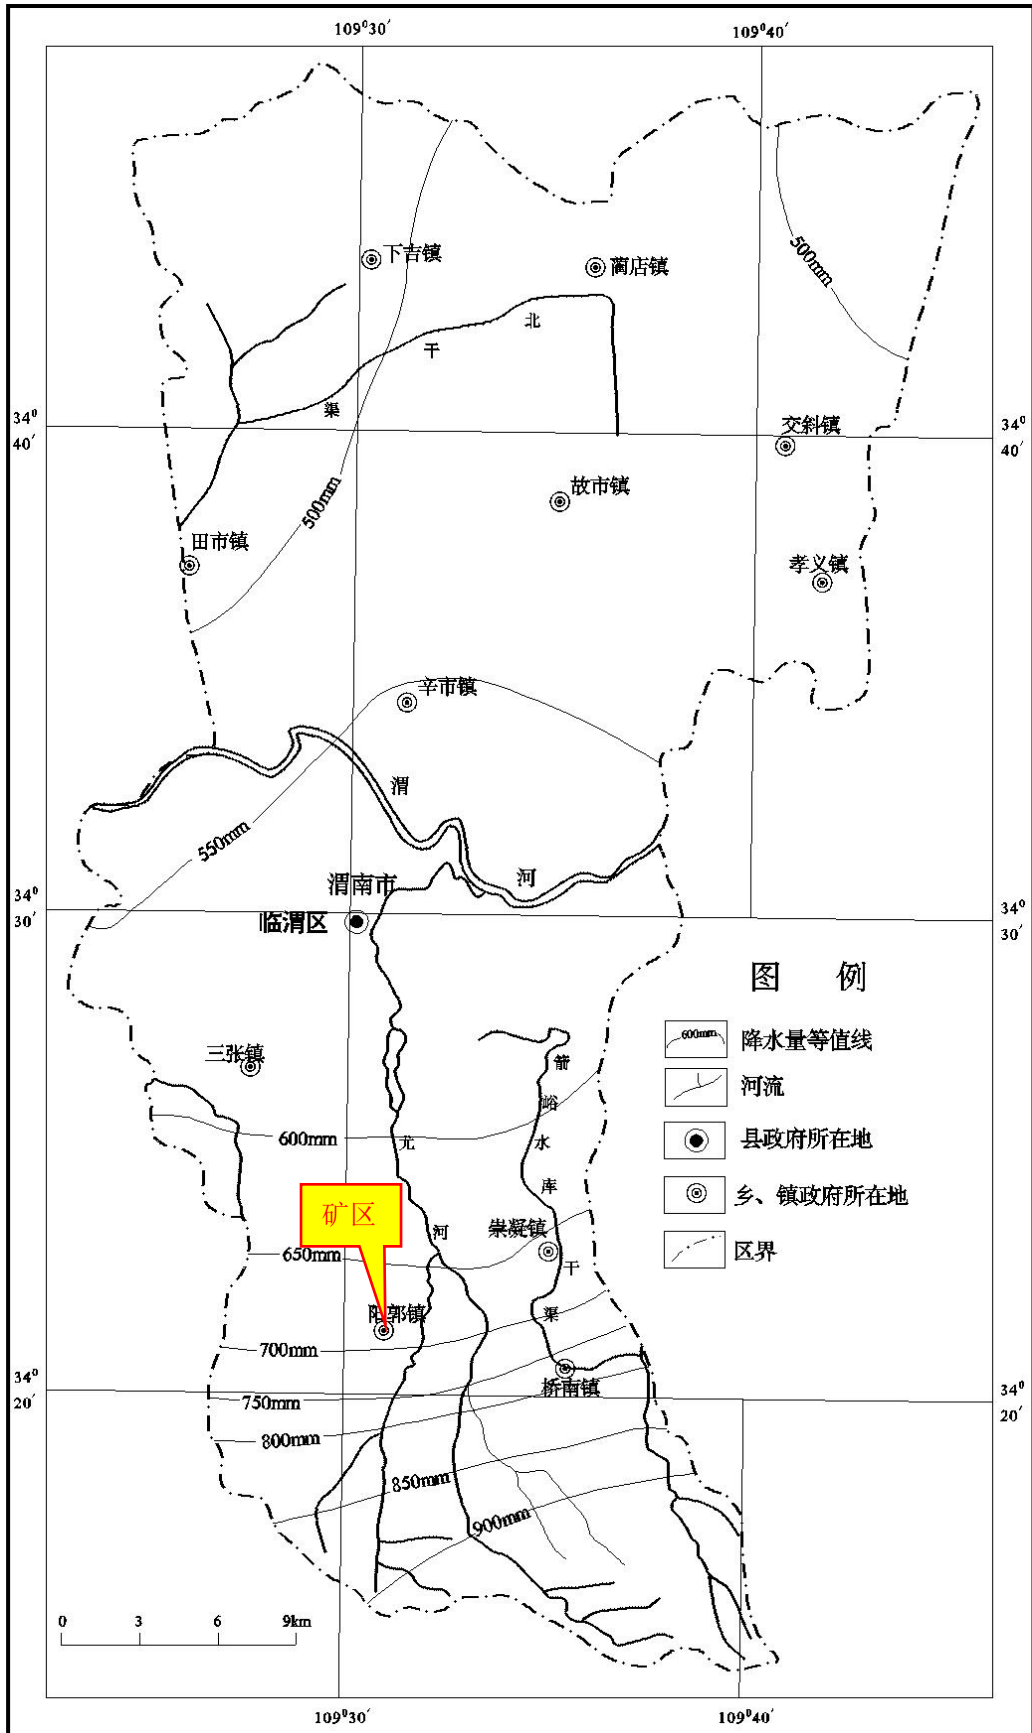 109°30′
109°40′
下吉镇
蔺店镇
500mm
北
干
渠
34°
40′
34°
40′
交斜镇
故市镇
500mm
田市镇
孝义镇
辛市镇
渭
550mm
河
渭南市
34°
30′
临渭区
34°
30′
图 例
600mm
降水量等值线
三张镇
箭
河流
峪
600mm
尤
水
县政府所在地
库
乡、镇政府所在地
矿区
崇凝镇
河
650mm
干
区界
阳郭镇
渠
700mm
34°
20′
桥南镇
34°
20′
750mm
800mm
850mm
900mm
0
3
6
9km
109°30′
109°40′